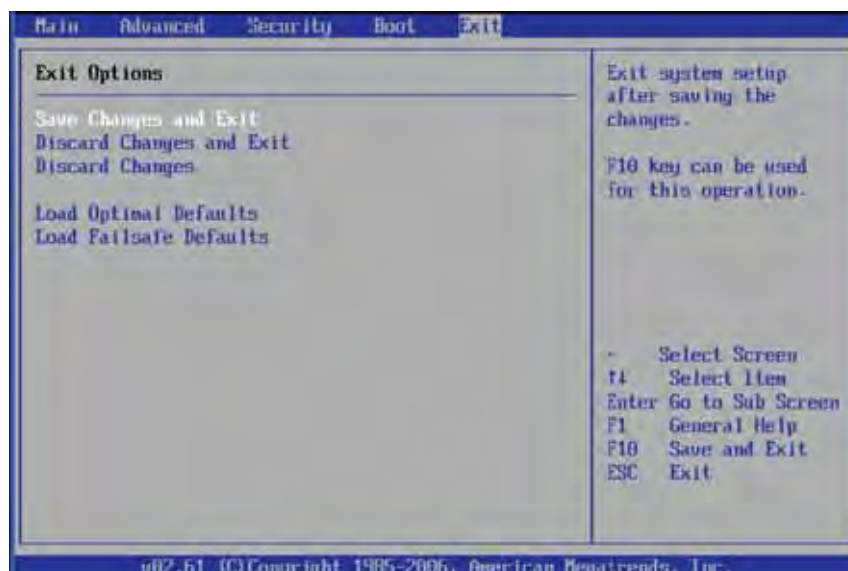 Main Advanced Security Boot Exit
Exit Options
Save Changes and Exit
Discard Changes and Exit
Discard Changes
Load Optimal Defaults
Load Failsafe Defaults
Exit system setup
after saving the
changes.
F10 key can be used
for this operation.
Select Screen
↑↓ Select Item
Enter Go to Sub Screen
F1 General Help
F10 Save and Exit
ESC Exit
v02.61 (C)Copyright 1985-2006, American Megatrends, Inc.